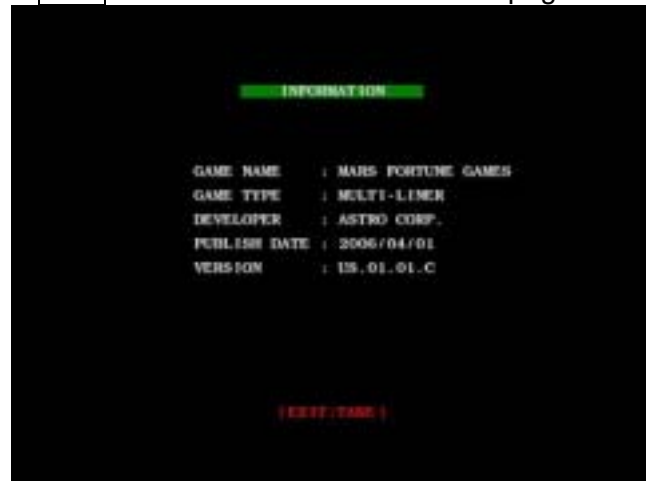 INFORMATION
GAME NAME : MARS FORTUNE GAMES
GAME TYPE : MULTI-LINER
DEVELOPER : ASTRO CORP.
PUBLISH DATE : 2006/04/01
VERSION : US.01.01.C
[EXIT:TAKE]